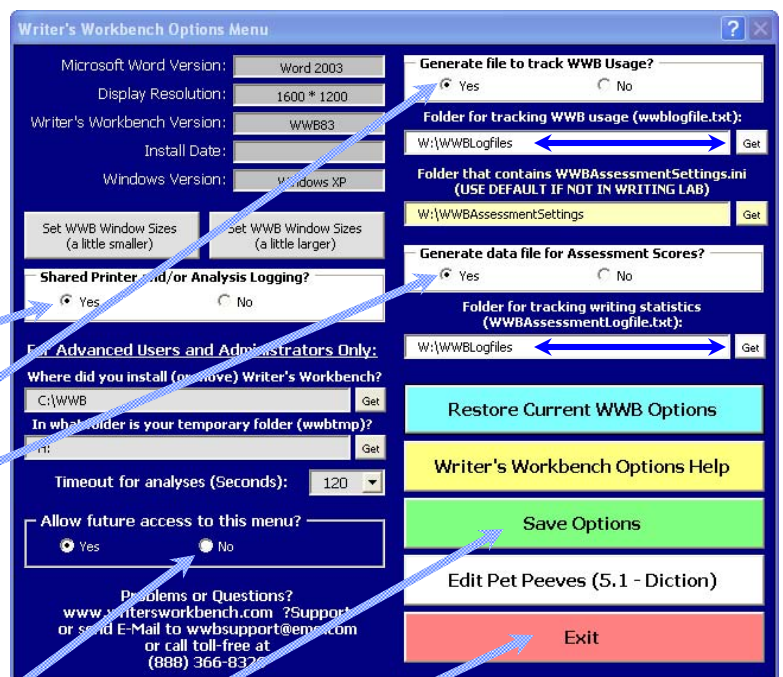 Writer's Workbench Options Menu
Microsoft Word Version: Word 2003
Display Resolution: 1600 * 1200
Writer's Workbench Version: WWB83
Install Date:
Windows Version: Windows XP
Set WWB Window Sizes
(a little smaller)
Set WWB Window Sizes
(a little larger)
Shared Printer and/or Analysis Logging?
Yes No
For Advanced Users and Administrators Only:
Where did you install (or move) Writer's Workbench?
C:\WWB Get
In what folder is your temporary folder (wwbtmp)?
Get
Timeout for analyses (Seconds): 120
Allow future access to this menu?
Yes No
Problems or Questions?
www.writersworkbench.com ?Support
or send E-Mail to
or call toll-free at
(888)
Generate file to track WWB Usage?
Yes No
Folder for tracking WWB usage (wwblogfile.txt):
W:\WWBLogfiles Get
Folder that contains WWBAssessmentSettings.ini
(USE DEFAULT IF NOT IN WRITING LAB)
W:\WWBAssessmentSettings Get
Generate data file for Assessment Scores?
Yes No
Folder for tracking writing statistics
(WWBAssessmentLogfile.txt):
W:\WWBLogfiles Get
Restore Current WWB Options
Writer's Workbench Options Help
Save Options
Edit Pet Peeves (5.1 - Diction)
Exit